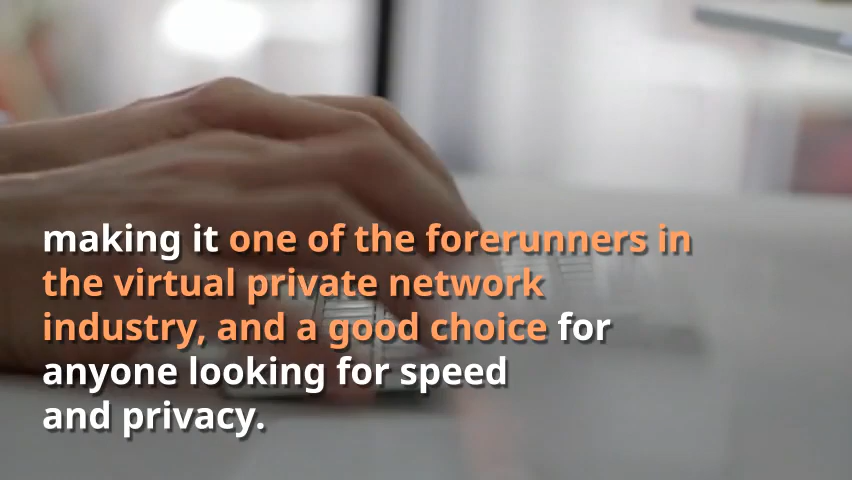 making it one of the forerunners in
the virtual private network
industry, and a good choice for
anyone looking for speed
and privacy.